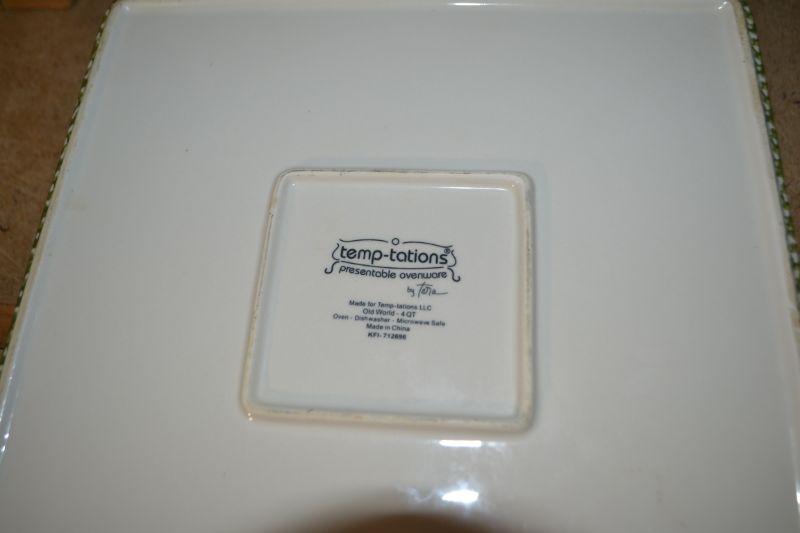 temp-tations®
presentable ovenware
by Tara
Made for Temp-tations LLC
Old World - 4 QT
Oven - Dishwasher - Microwave Safe
Made in China
KFI- 712696